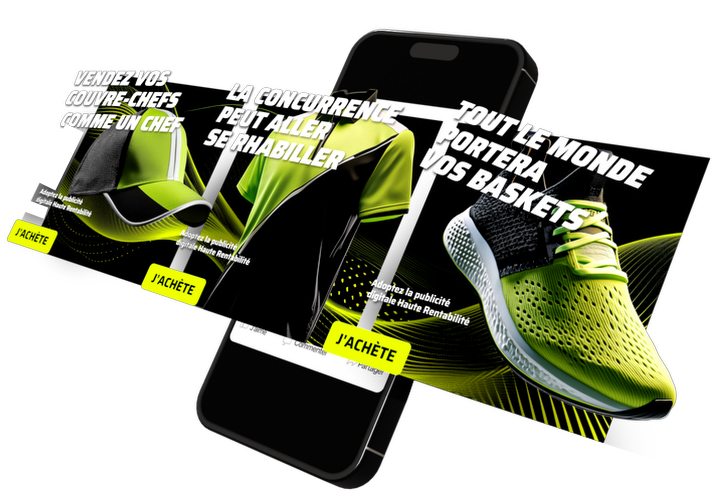 VENDEZ VOS
COUVRE-CHEFS
COMME UN CHEF
Adoptez la publicité
digitale Haute Rentabilité
J'ACHÈTE
LA CONCURRENCE
PEUT ALLER
SE RHABILLER
Adoptez la publicité
digitale Haute Rentabilité
J'ACHÈTE
TOUT LE MONDE
PORTERA
VOS BASKETS
Adoptez la publicité
digitale Haute Rentabilité
J'ACHÈTE
J'aime
Commenter
Partager